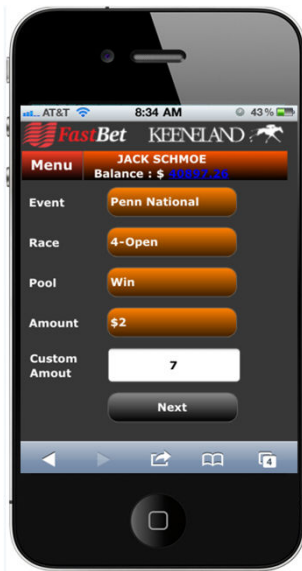 AT&T 8:34 AM 43%
FastBet KEENELAND
Menu JACK SCHMOE
Balance : $ 40897.26
Event Penn National
Race 4-Open
Pool Win
Amount $2
Custom
Amout 7
Next
4